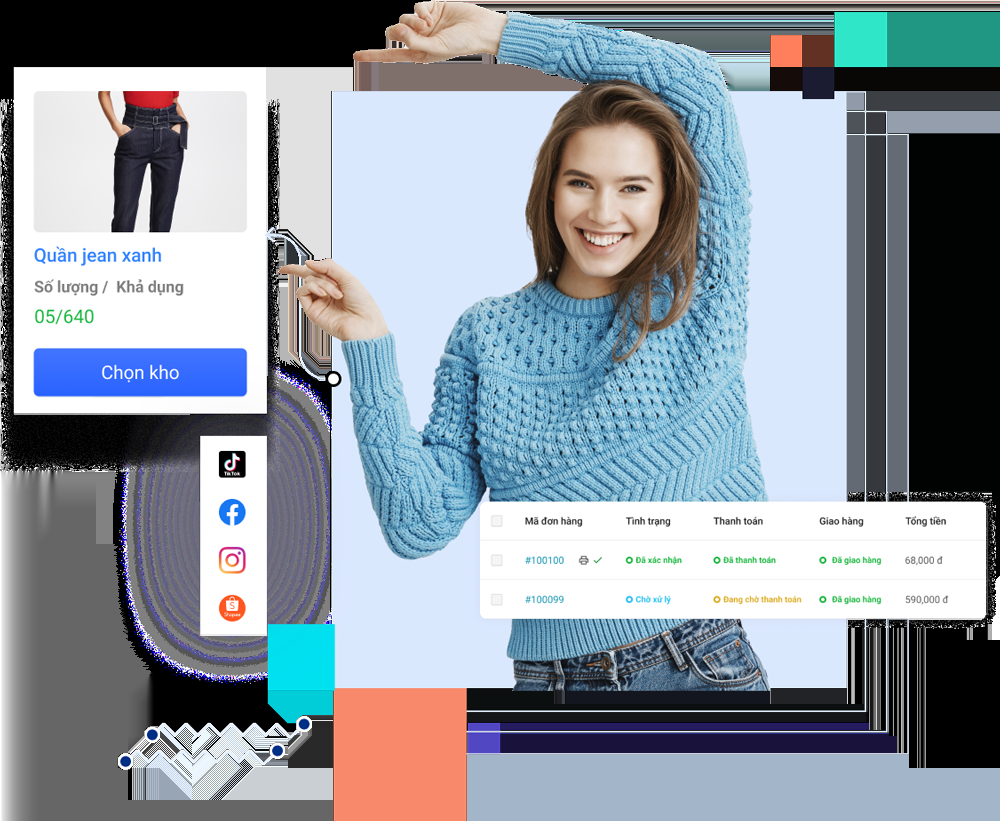 Quần jean xanh
Số lượng / Khả dụng
05/640
Chọn kho
TikTok
Shopee
Mã đơn hàng Tình trạng Thanh toán Giao hàng Tổng tiền
#100100 Đã xác nhận Đã thanh toán Đã giao hàng 68,000 đ
#100099 Chờ xử lý Đang chờ thanh toán Đã giao hàng 590,000 đ